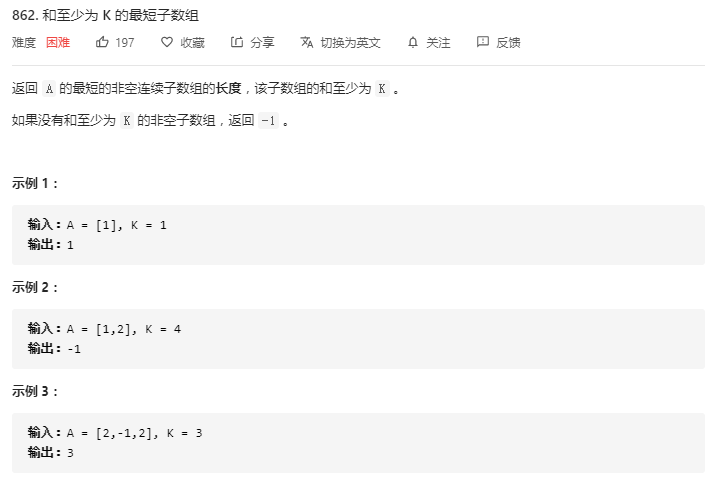 862. 和至少为 K 的最短子数组
难度 困难 197 收藏 分享 切换为英文 关注 反馈
返回 A 的最短的非空连续子数组的长度，该子数组的和至少为 K 。
如果没有和至少为 K 的非空子数组，返回 -1 。
示例 1：
输入：A = [1], K = 1
输出：1
示例 2：
输入：A = [1,2], K = 4
输出：-1
示例 3：
输入：A = [2,-1,2], K = 3
输出：3